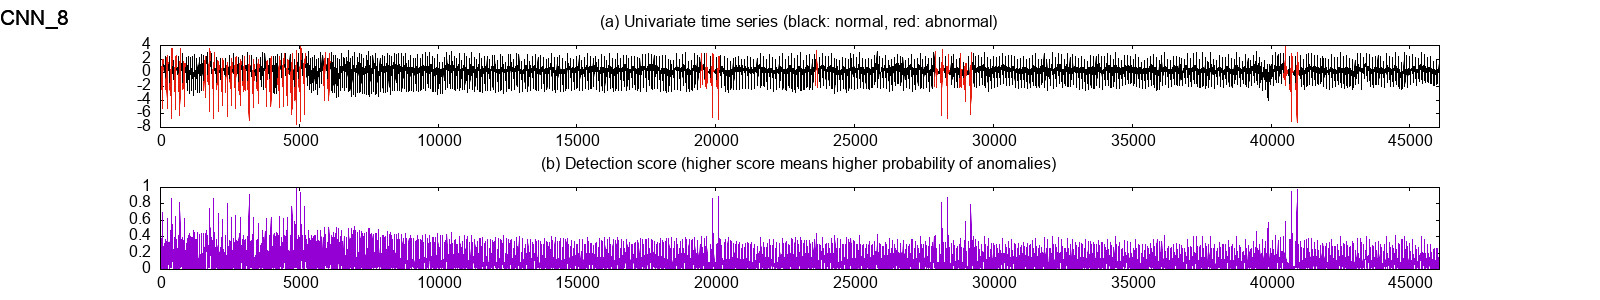 CNN_8
(a) Univariate time series (black: normal, red: abnormal)
4
2
0
-2
-4
-6
-8
0 5000 10000 15000 20000 25000 30000 35000 40000 45000
(b) Detection score (higher score means higher probability of anomalies)
1
0.8
0.6
0.4
0.2
0
0 5000 10000 15000 20000 25000 30000 35000 40000 45000